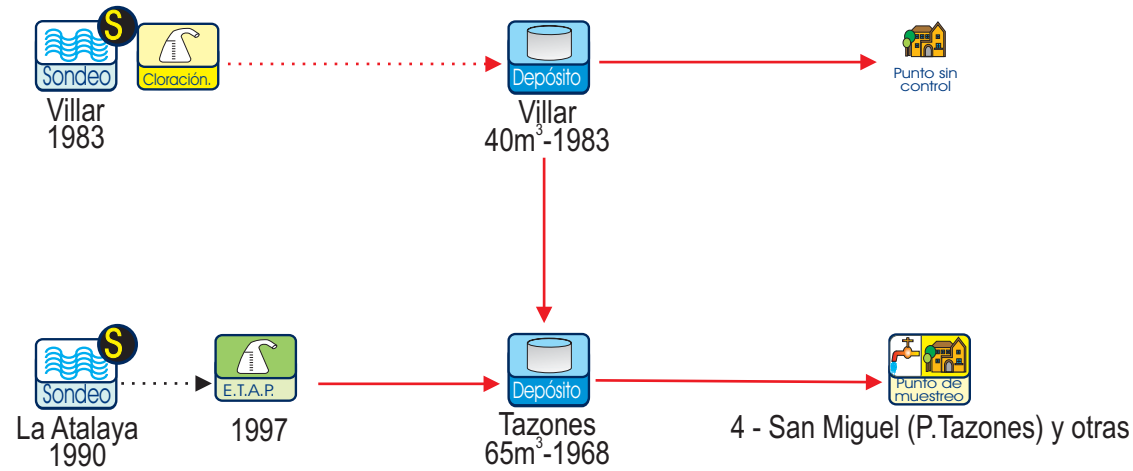 S
Sondeo
Cloración.
Villar
1983
Depósito
Villar
40m³-1983
Punto sin
control
S
Sondeo
La Atalaya
1990
E.T.A.P.
1997
Depósito
Tazones
65m³-1968
Punto de
muestreo
4 - San Miguel (P.Tazones) y otras